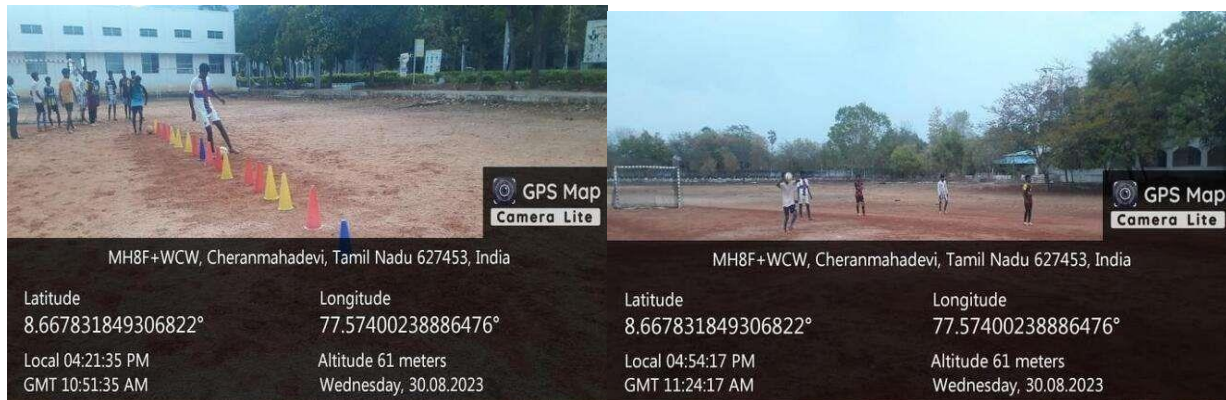 GPS Map
Camera Lite
MH8F+WCW, Cheranmahadevi, Tamil Nadu 627453, India
Latitude
8.667831849306822°
Longitude
77.57400238886476°
Local 04:21:35 PM
GMT 10:51:35 AM
Altitude 61 meters
Wednesday, 30.08.2023
GPS Map
Camera Lite
MH8F+WCW, Cheranmahadevi, Tamil Nadu 627453, India
Latitude
8.667831849306822°
Longitude
77.57400238886476°
Local 04:54:17 PM
GMT 11:24:17 AM
Altitude 61 meters
Wednesday, 30.08.2023